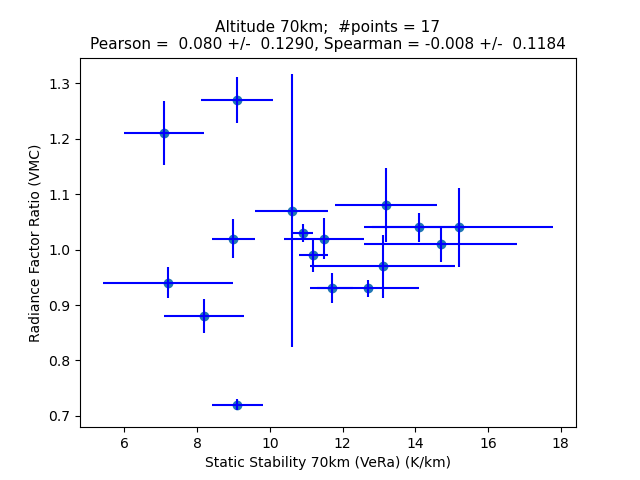 Altitude 70km;  #points = 17
Pearson =  0.080 +/-  0.1290, Spearman = -0.008 +/-  0.1184
1.3
1.2
1.1
1.0
0.9
0.8
0.7
Radiance Factor Ratio (VMC)
6 8 10 12 14 16 18
Static Stability 70km (VeRa) (K/km)